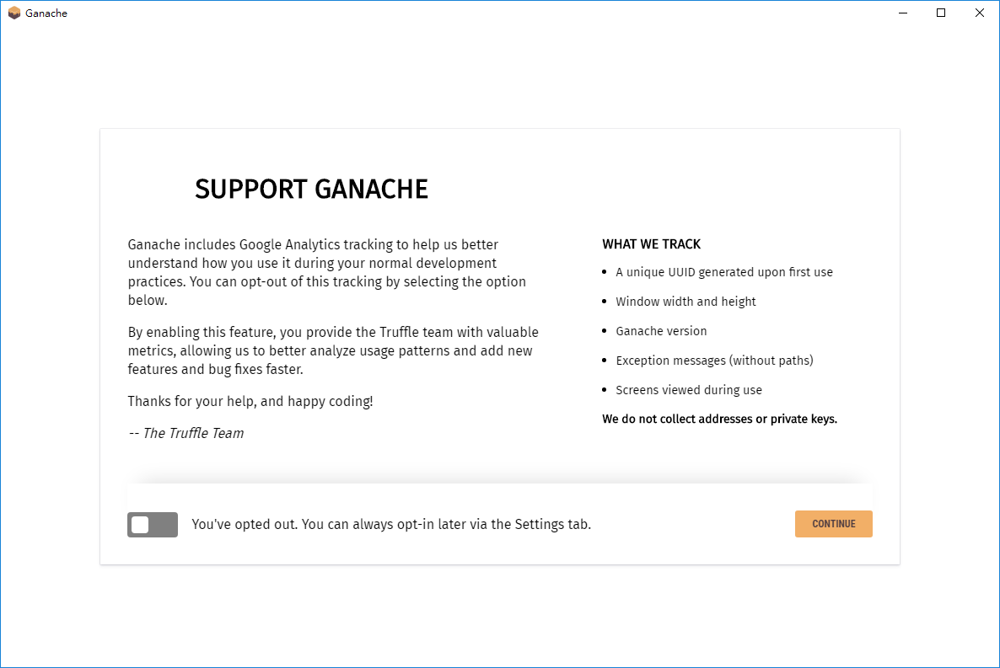 Ganache
SUPPORT GANACHE
Ganache includes Google Analytics tracking to help us better
understand how you use it during your normal development
practices. You can opt-out of this tracking by selecting the option
below.
By enabling this feature, you provide the Truffle team with valuable
metrics, allowing us to better analyze usage patterns and add new
features and bug fixes faster.
Thanks for your help, and happy coding!
-- The Truffle Team
WHAT WE TRACK
• A unique UUID generated upon first use
• Window width and height
• Ganache version
• Exception messages (without paths)
• Screens viewed during use
We do not collect addresses or private keys.
You've opted out. You can always opt-in later via the Settings tab.
CONTINUE